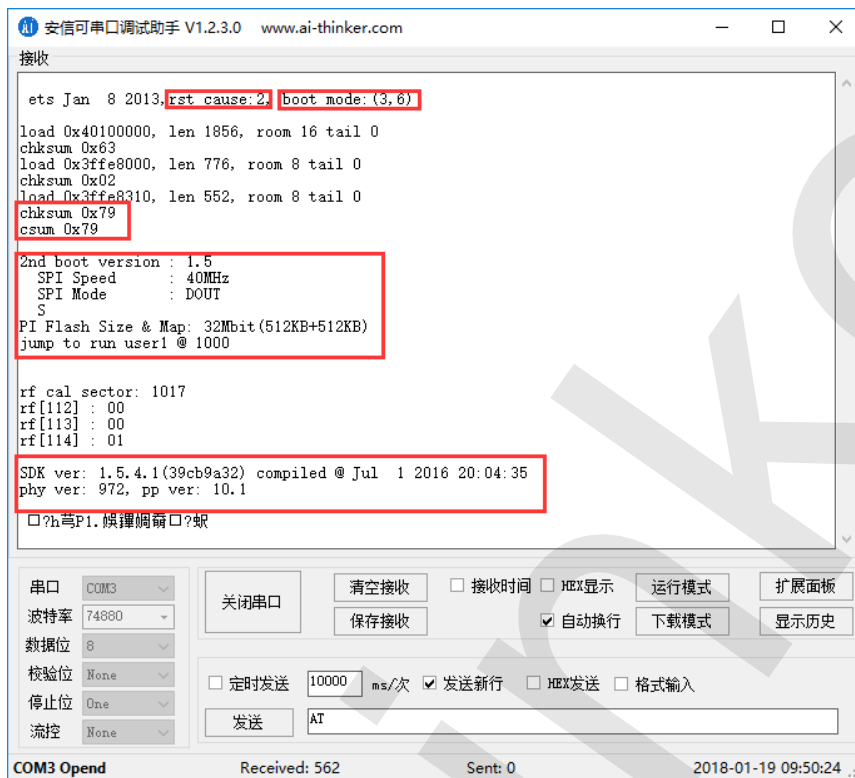 安信可串口调试助手 V1.2.3.0 www.ai-thinker.com
接收
ets Jan 8 2013,rst cause:2, boot mode:(3,6)
load 0x40100000, len 1856, room 16 tail 0
chksum 0x63
load 0x3ffe8000, len 776, room 8 tail 0
chksum 0x02
load 0x3ffe8310, len 552, room 8 tail 0
chksum 0x79
csum 0x79
2nd boot version : 1.5
SPI Speed : 40MHz
SPI Mode : DOUT
S
PI Flash Size & Map: 32Mbit(512KB+512KB)
jump to run user1 @ 1000
rf cal sector: 1017
rf[112] : 00
rf[113] : 00
rf[114] : 01
SDK ver: 1.5.4.1(39cb9a32) compiled @ Jul 1 2016 20:04:35
phy ver: 972, pp ver: 10.1
串口 COM3 关闭串口 清空接收 接收时间 HEX显示 运行模式 扩展面板
波特率 74880 保存接收 自动换行 下载模式 显示历史
数据位 8
校验位 None 定时发送 10000 ms/次 发送新行 HEX发送 格式输入
停止位 One
流控 None 发送 AT
COM3 Opend Received: 562 Sent: 0 2018-01-19 09:50:24